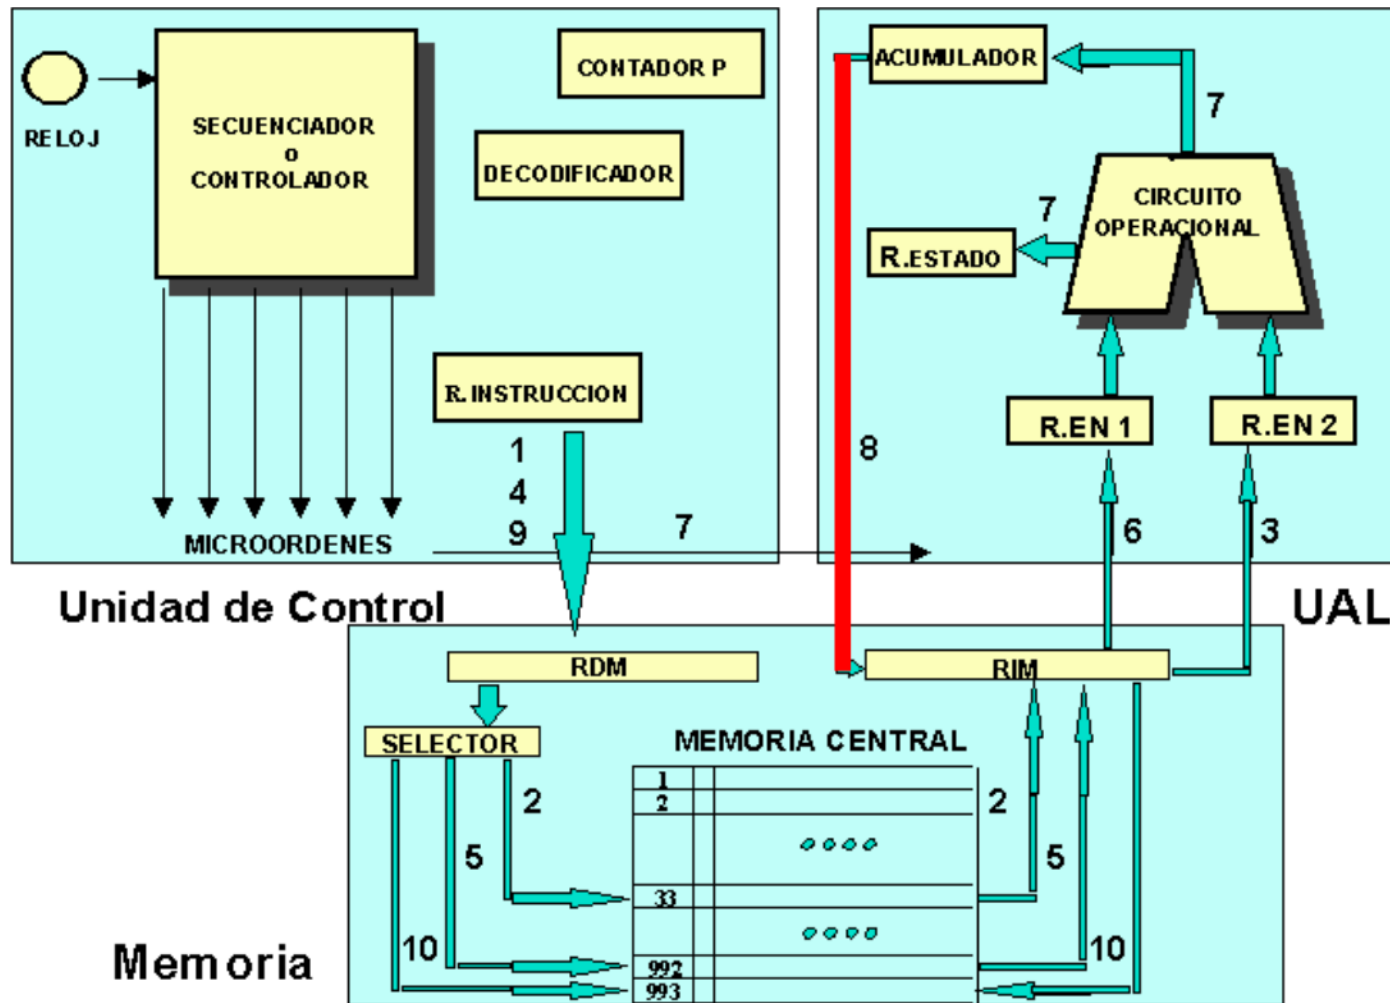 RELOJ
SECUENCIADOR
o
CONTROLADOR
CONTADOR P
DECODIFICADOR
R.INSTRUCCION
1
4
9
7
MICROORDENES
Unidad de Control
ACUMULADOR
7
CIRCUITO
OPERACIONAL
7
R.ESTADO
R.EN 1
R.EN 2
8
6
3
UAL
RDM
RIM
SELECTOR
MEMORIA CENTRAL
1
2
33
992
993
2
5
10
2
5
10
Memoria